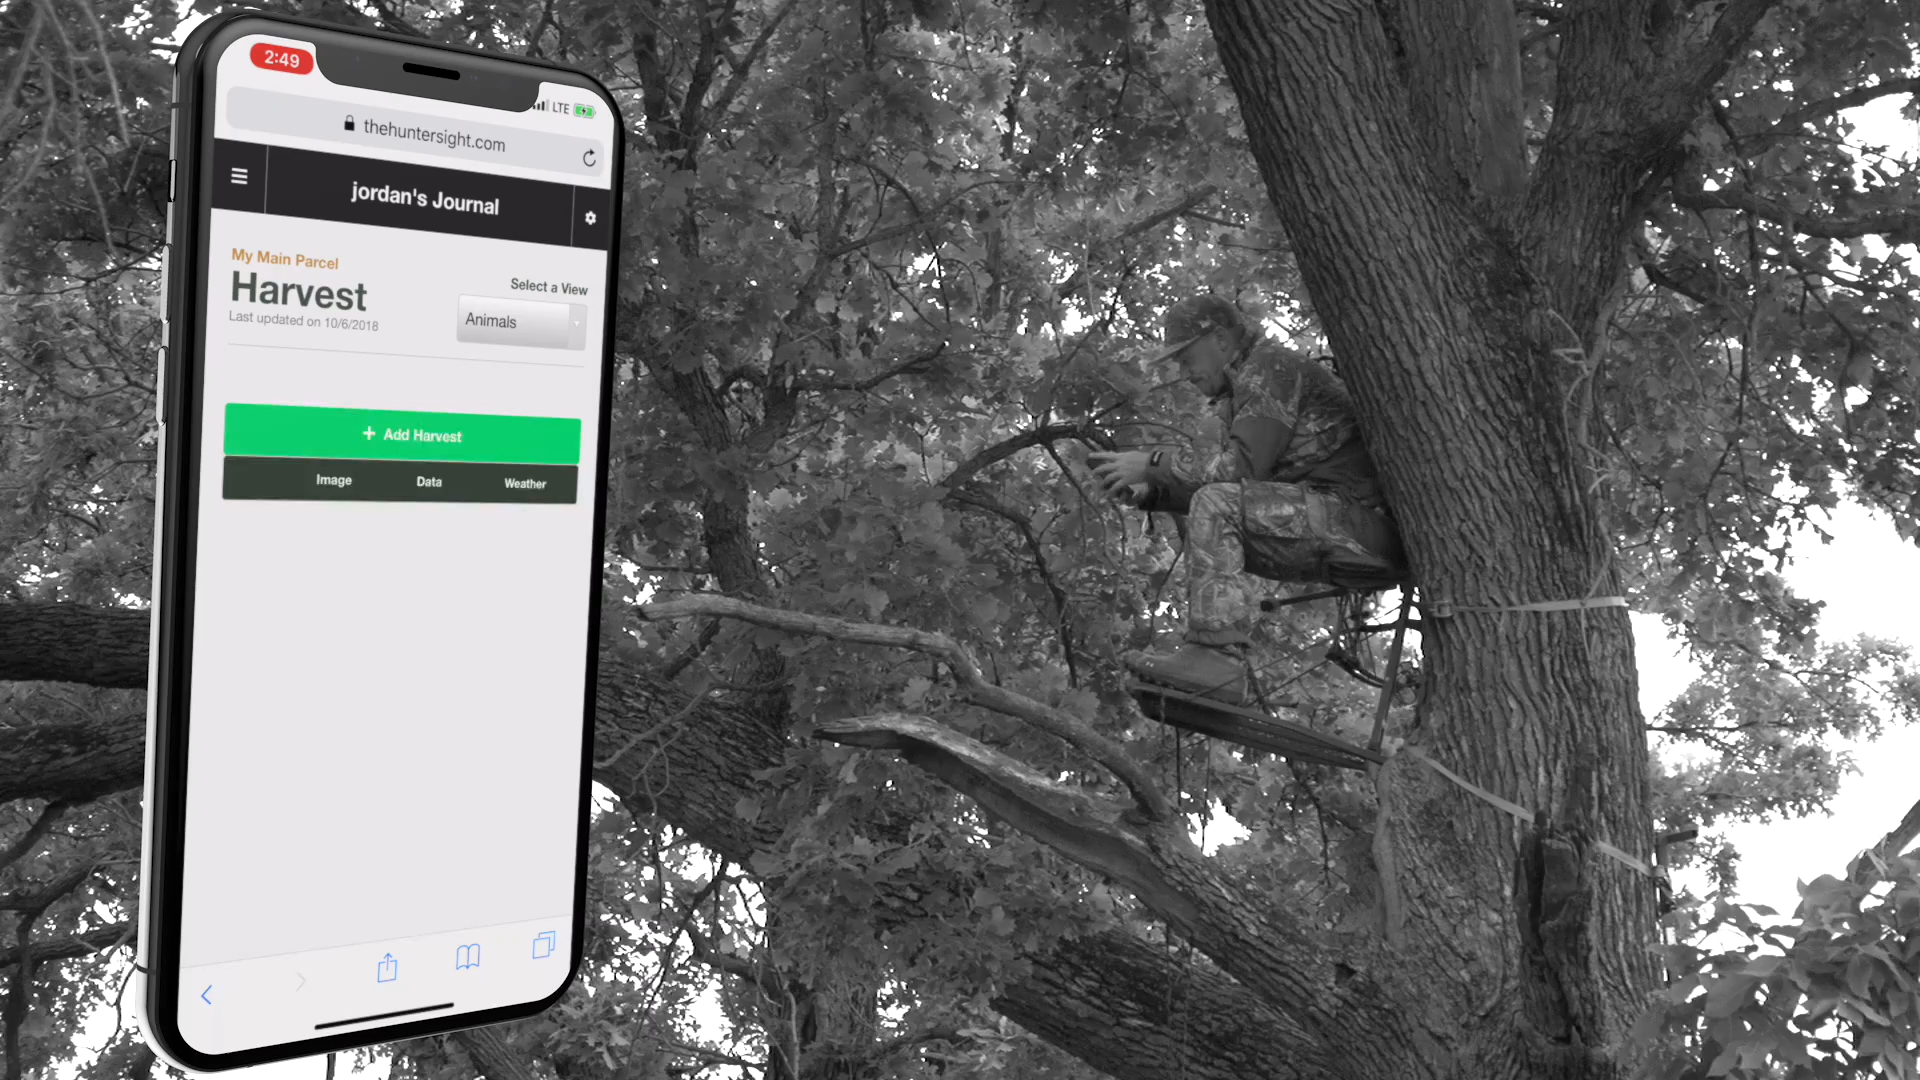 2:49
LTE
thehuntersight.com
jordan's Journal
My Main Parcel
Harvest
Last updated on 10/6/2018
Select a View
Animals
+ Add Harvest
Image Data Weather